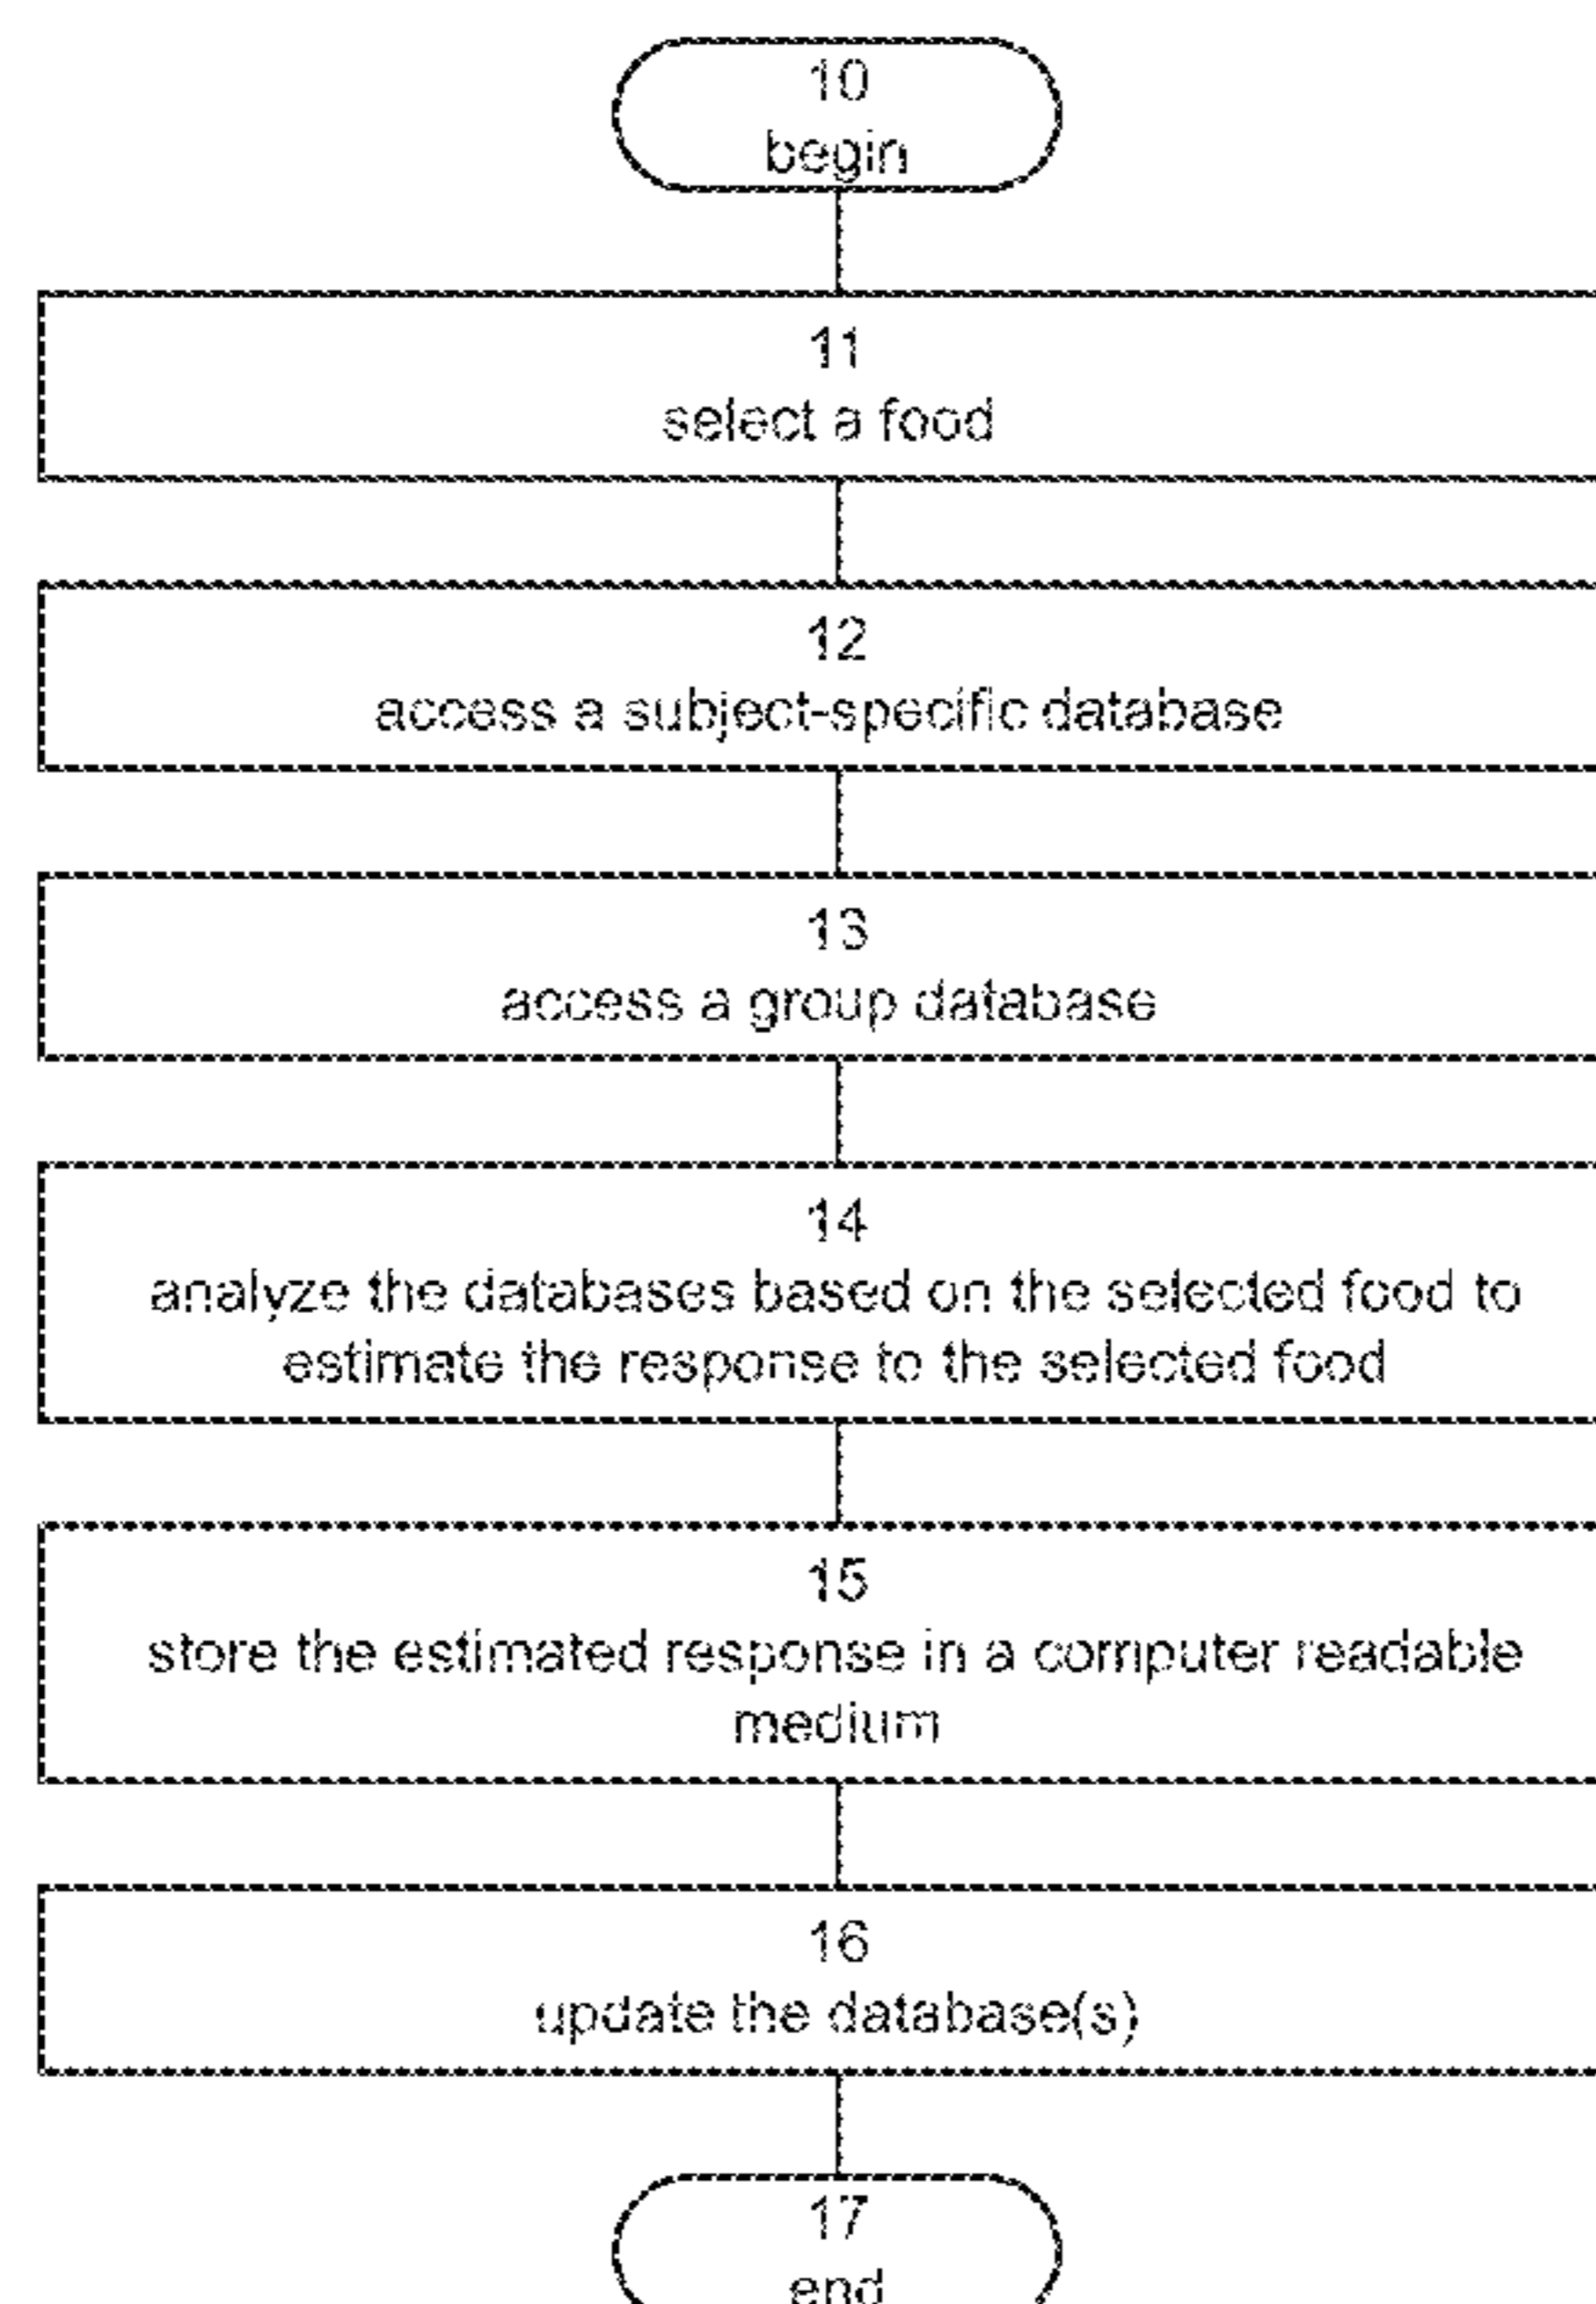 10
begin
11
select a food
12
access a subject-specific database
13
access a group database
14
analyze the databases based on the selected food to
estimate the response to the selected food
15
store the estimated response in a computer readable
medium
16
update the database(s)
17
end